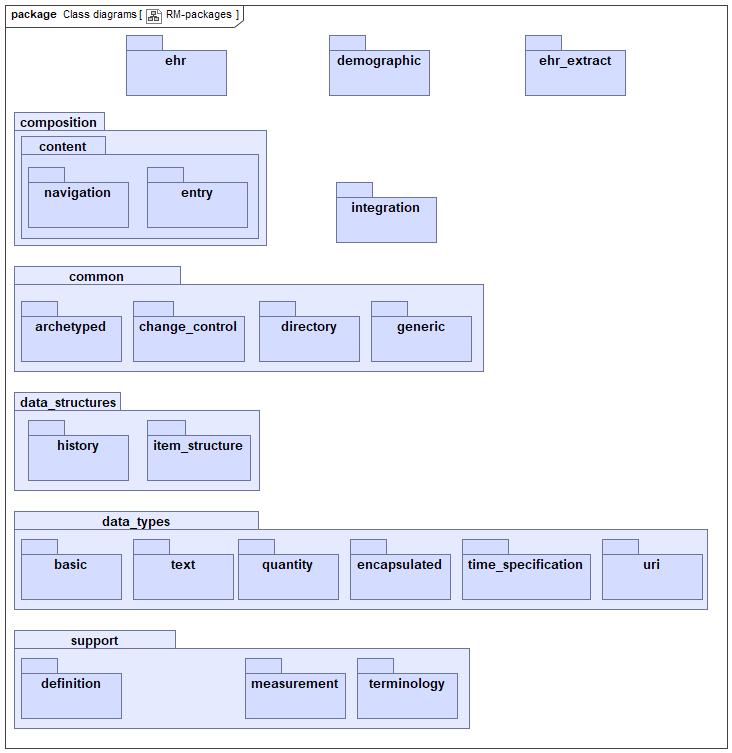 package Class diagrams [ RM-packages ]
ehr
demographic
ehr_extract
composition
content
navigation
entry
integration
common
archetyped
change_control
directory
generic
data_structures
history
item_structure
data_types
basic
text
quantity
encapsulated
time_specification
uri
support
definition
measurement
terminology